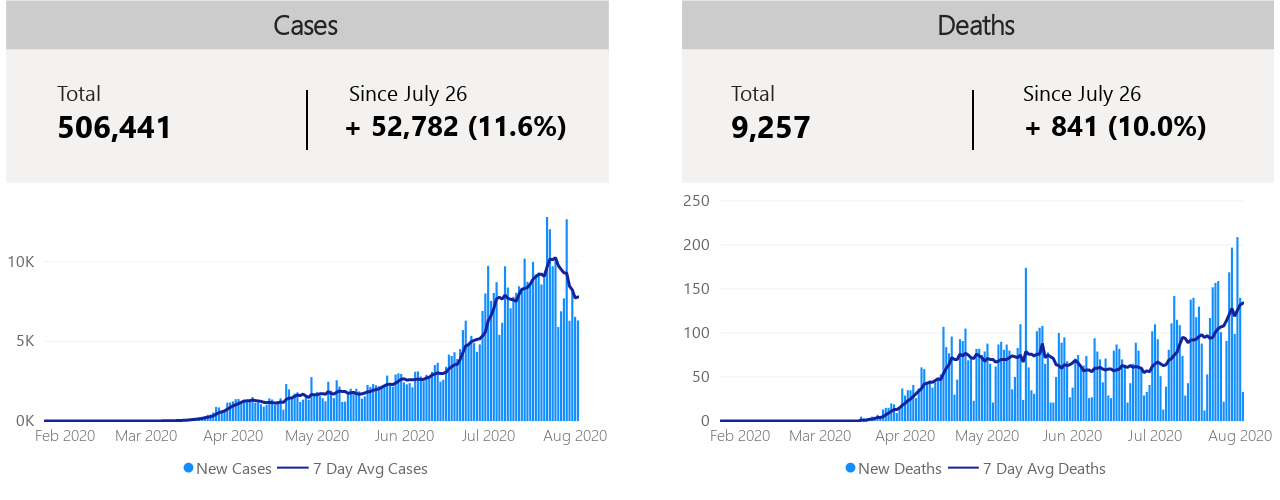 Cases
Total
Since July 26
506,441
+ 52,782 (11.6%)
10K
5K
0K
Feb 2020 Mar 2020 Apr 2020 May 2020 Jun 2020 Jul 2020 Aug 2020
New Cases 7 Day Avg Cases
Deaths
Total
Since July 26
9,257
+ 841 (10.0%)
250
200
150
100
50
0
Feb 2020 Mar 2020 Apr 2020 May 2020 Jun 2020 Jul 2020 Aug 2020
New Deaths 7 Day Avg Deaths